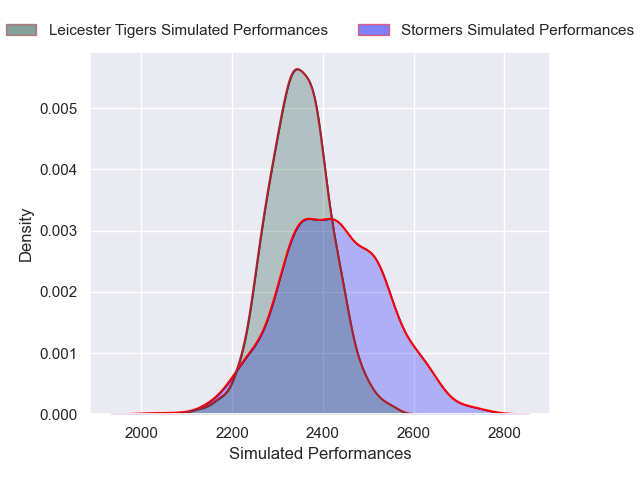 Leicester Tigers Simulated Performances
Stormers Simulated Performances
0.005
0.004
0.003
0.002
0.001
0.000
Density
2000 2200 2400 2600 2800
Simulated Performances